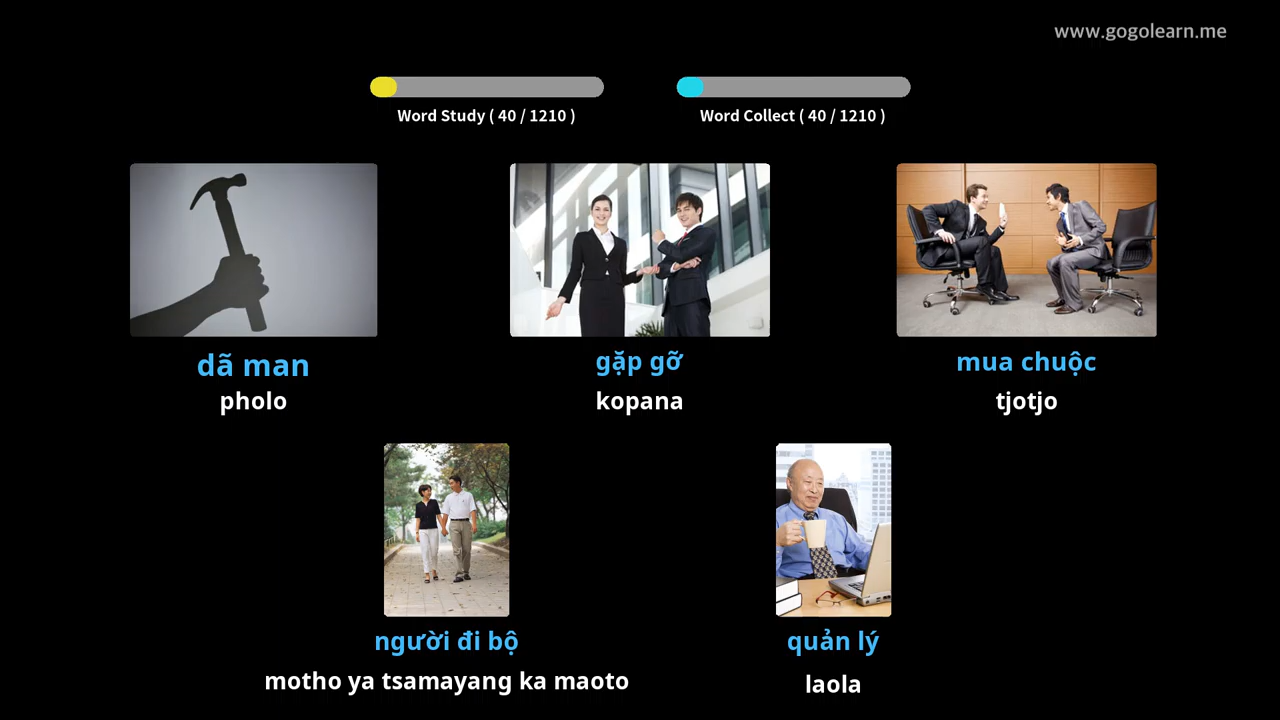 www.gogolearn.me
Word Study ( 40 / 1210 )
Word Collect ( 40 / 1210 )
dã man
pholo
gặp gỡ
kopana
mua chuộc
tjotjo
người đi bộ
motho ya tsamayang ka maoto
quản lý
laola